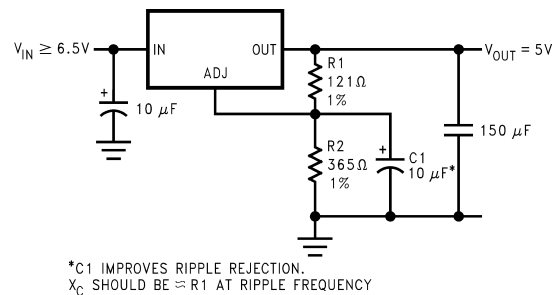 V_IN ≥ 6.5V
IN
OUT
ADJ
V_OUT = 5V
+
10 µF
R1
121Ω
1%
R2
365Ω
1%
+
C1
10 µF*
150 µF
*C1 IMPROVES RIPPLE REJECTION.
X_C SHOULD BE ≈ R1 AT RIPPLE FREQUENCY